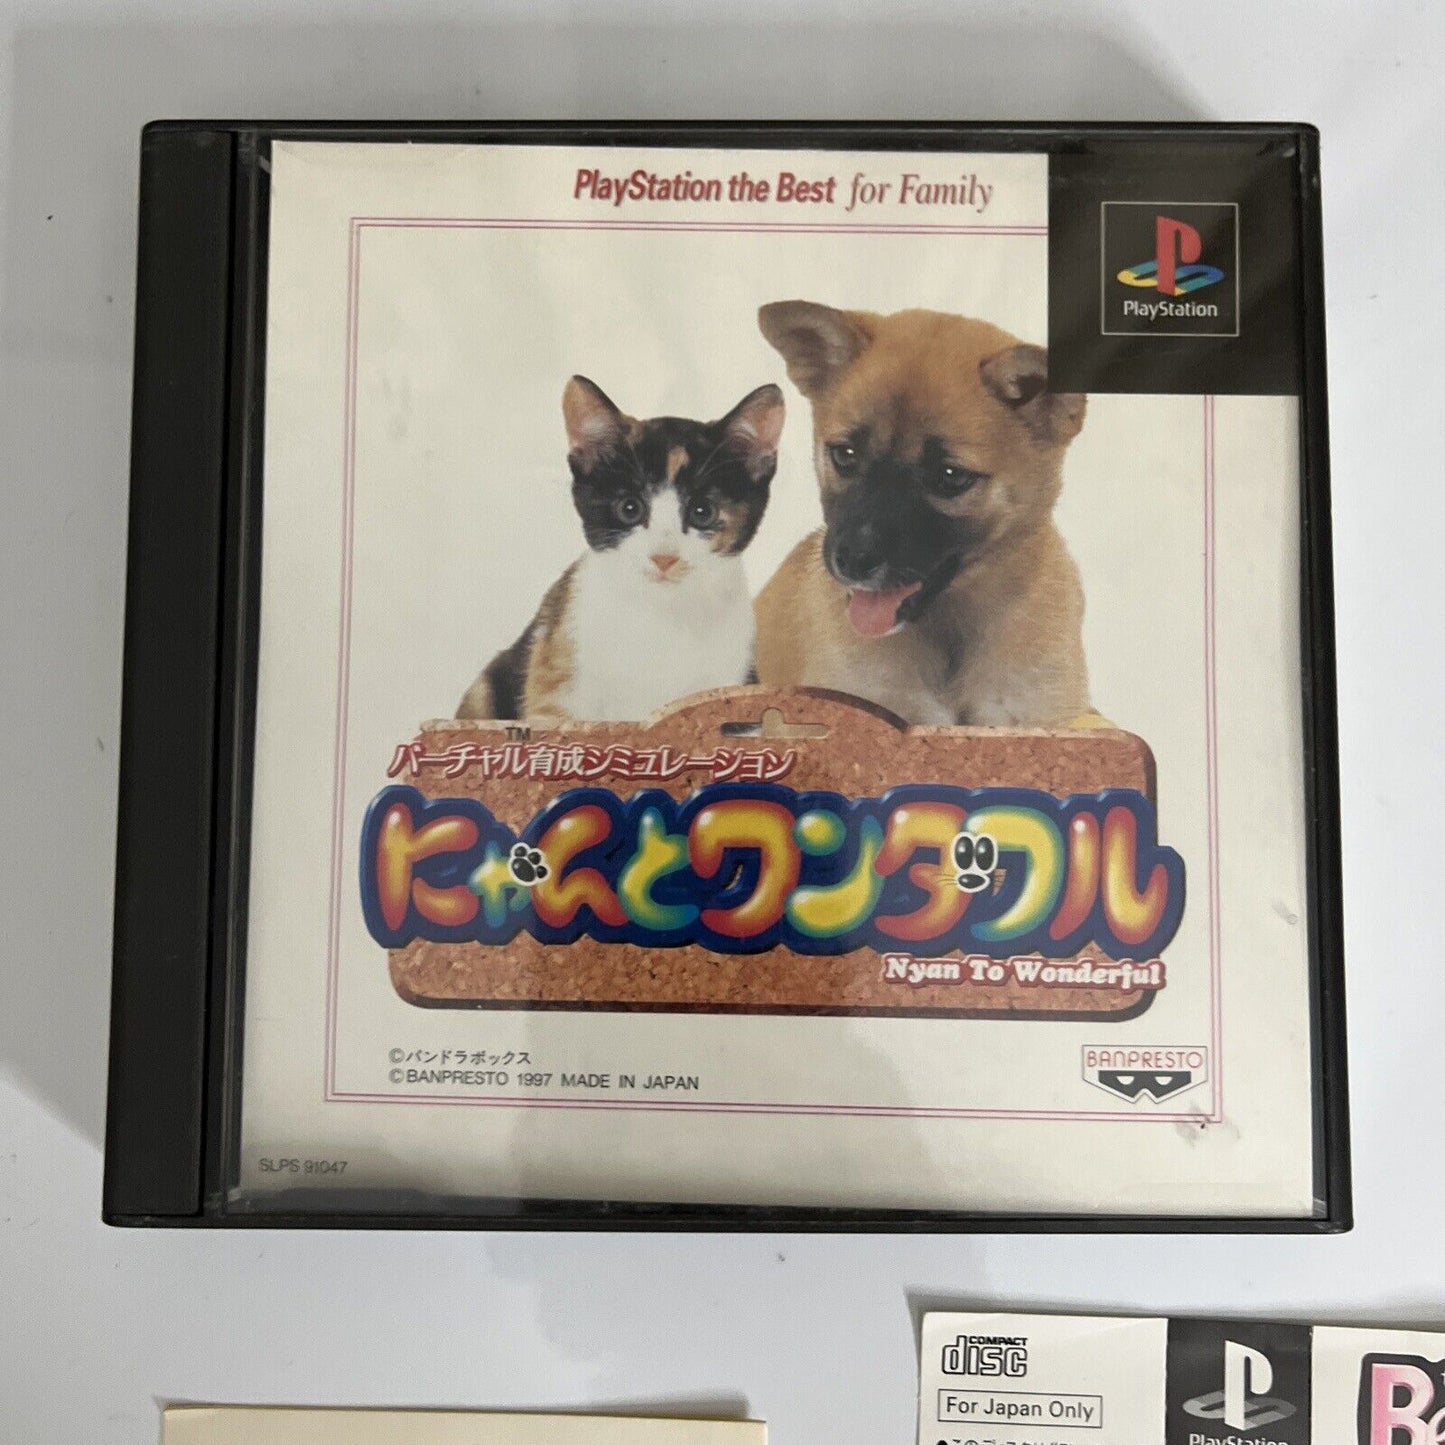 PlayStation the Best for Family
PlayStation
TM
バーチャル育成シミュレーション
にゃんとワンダフル
Nyan To Wonderful
©パンドラボックス
©BANPRESTO 1997 MADE IN JAPAN
BANPRESTO
SLPS 91047
COMPACT
disc
For Japan Only
PlayStation